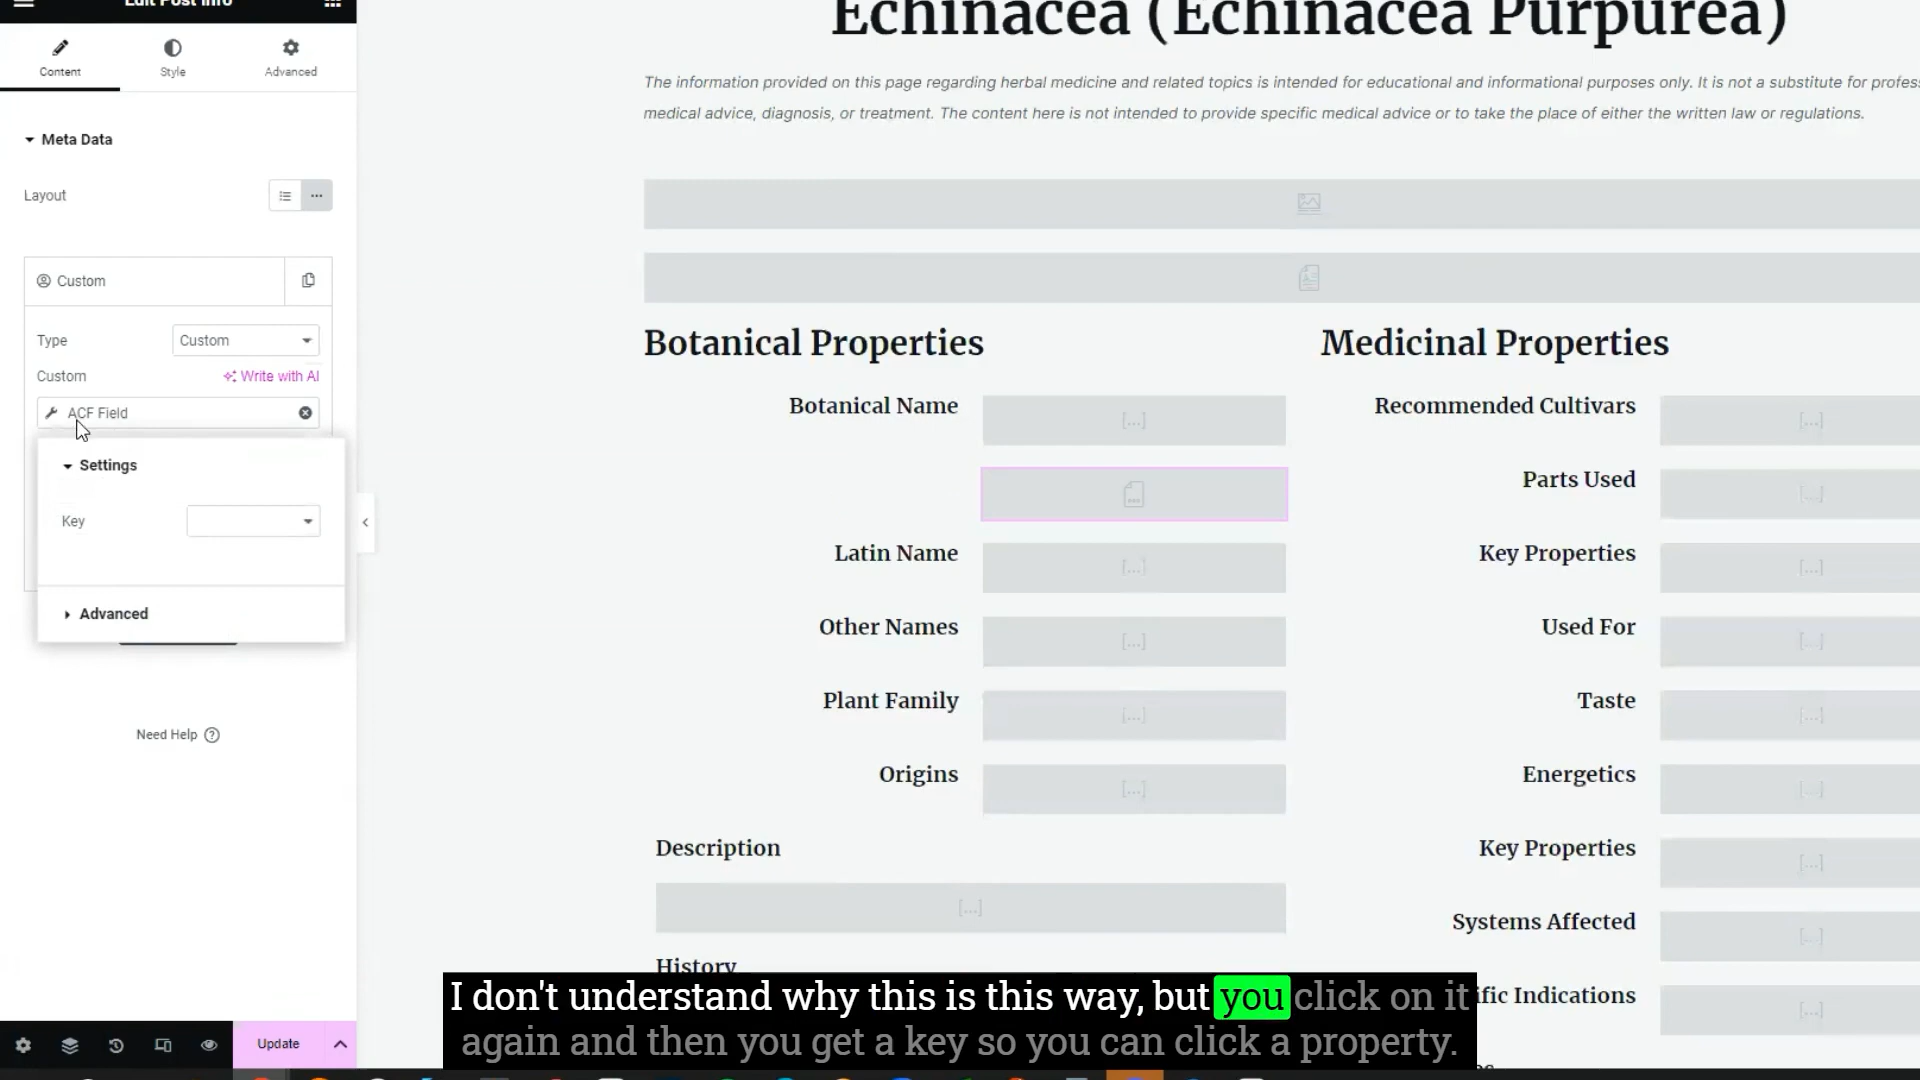 Edit Post Info
Echinacea (Echinacea Purpurea)
Content
Style
Advanced
The information provided on this page regarding herbal medicine and related topics is intended for educational and informational purposes only. It is not a substitute for profes
medical advice, diagnosis, or treatment. The content here is not intended to provide specific medical advice or to take the place of either the written law or regulations.
Meta Data
Layout
Custom
Type
Custom
Custom
Write with AI
ACF Field
Settings
Key
Advanced
Need Help
Update
Botanical Properties
Botanical Name
[...]
Latin Name
[...]
Other Names
[...]
Plant Family
[...]
Origins
[...]
Description
[...]
History
Medicinal Properties
Recommended Cultivars
[...]
Parts Used
[...]
Key Properties
[...]
Used For
[...]
Taste
[...]
Energetics
[...]
Key Properties
[...]
Systems Affected
[...]
ific Indications
[...]
I don't understand why this is this way, but you click on it
again and then you get a key so you can click a property.